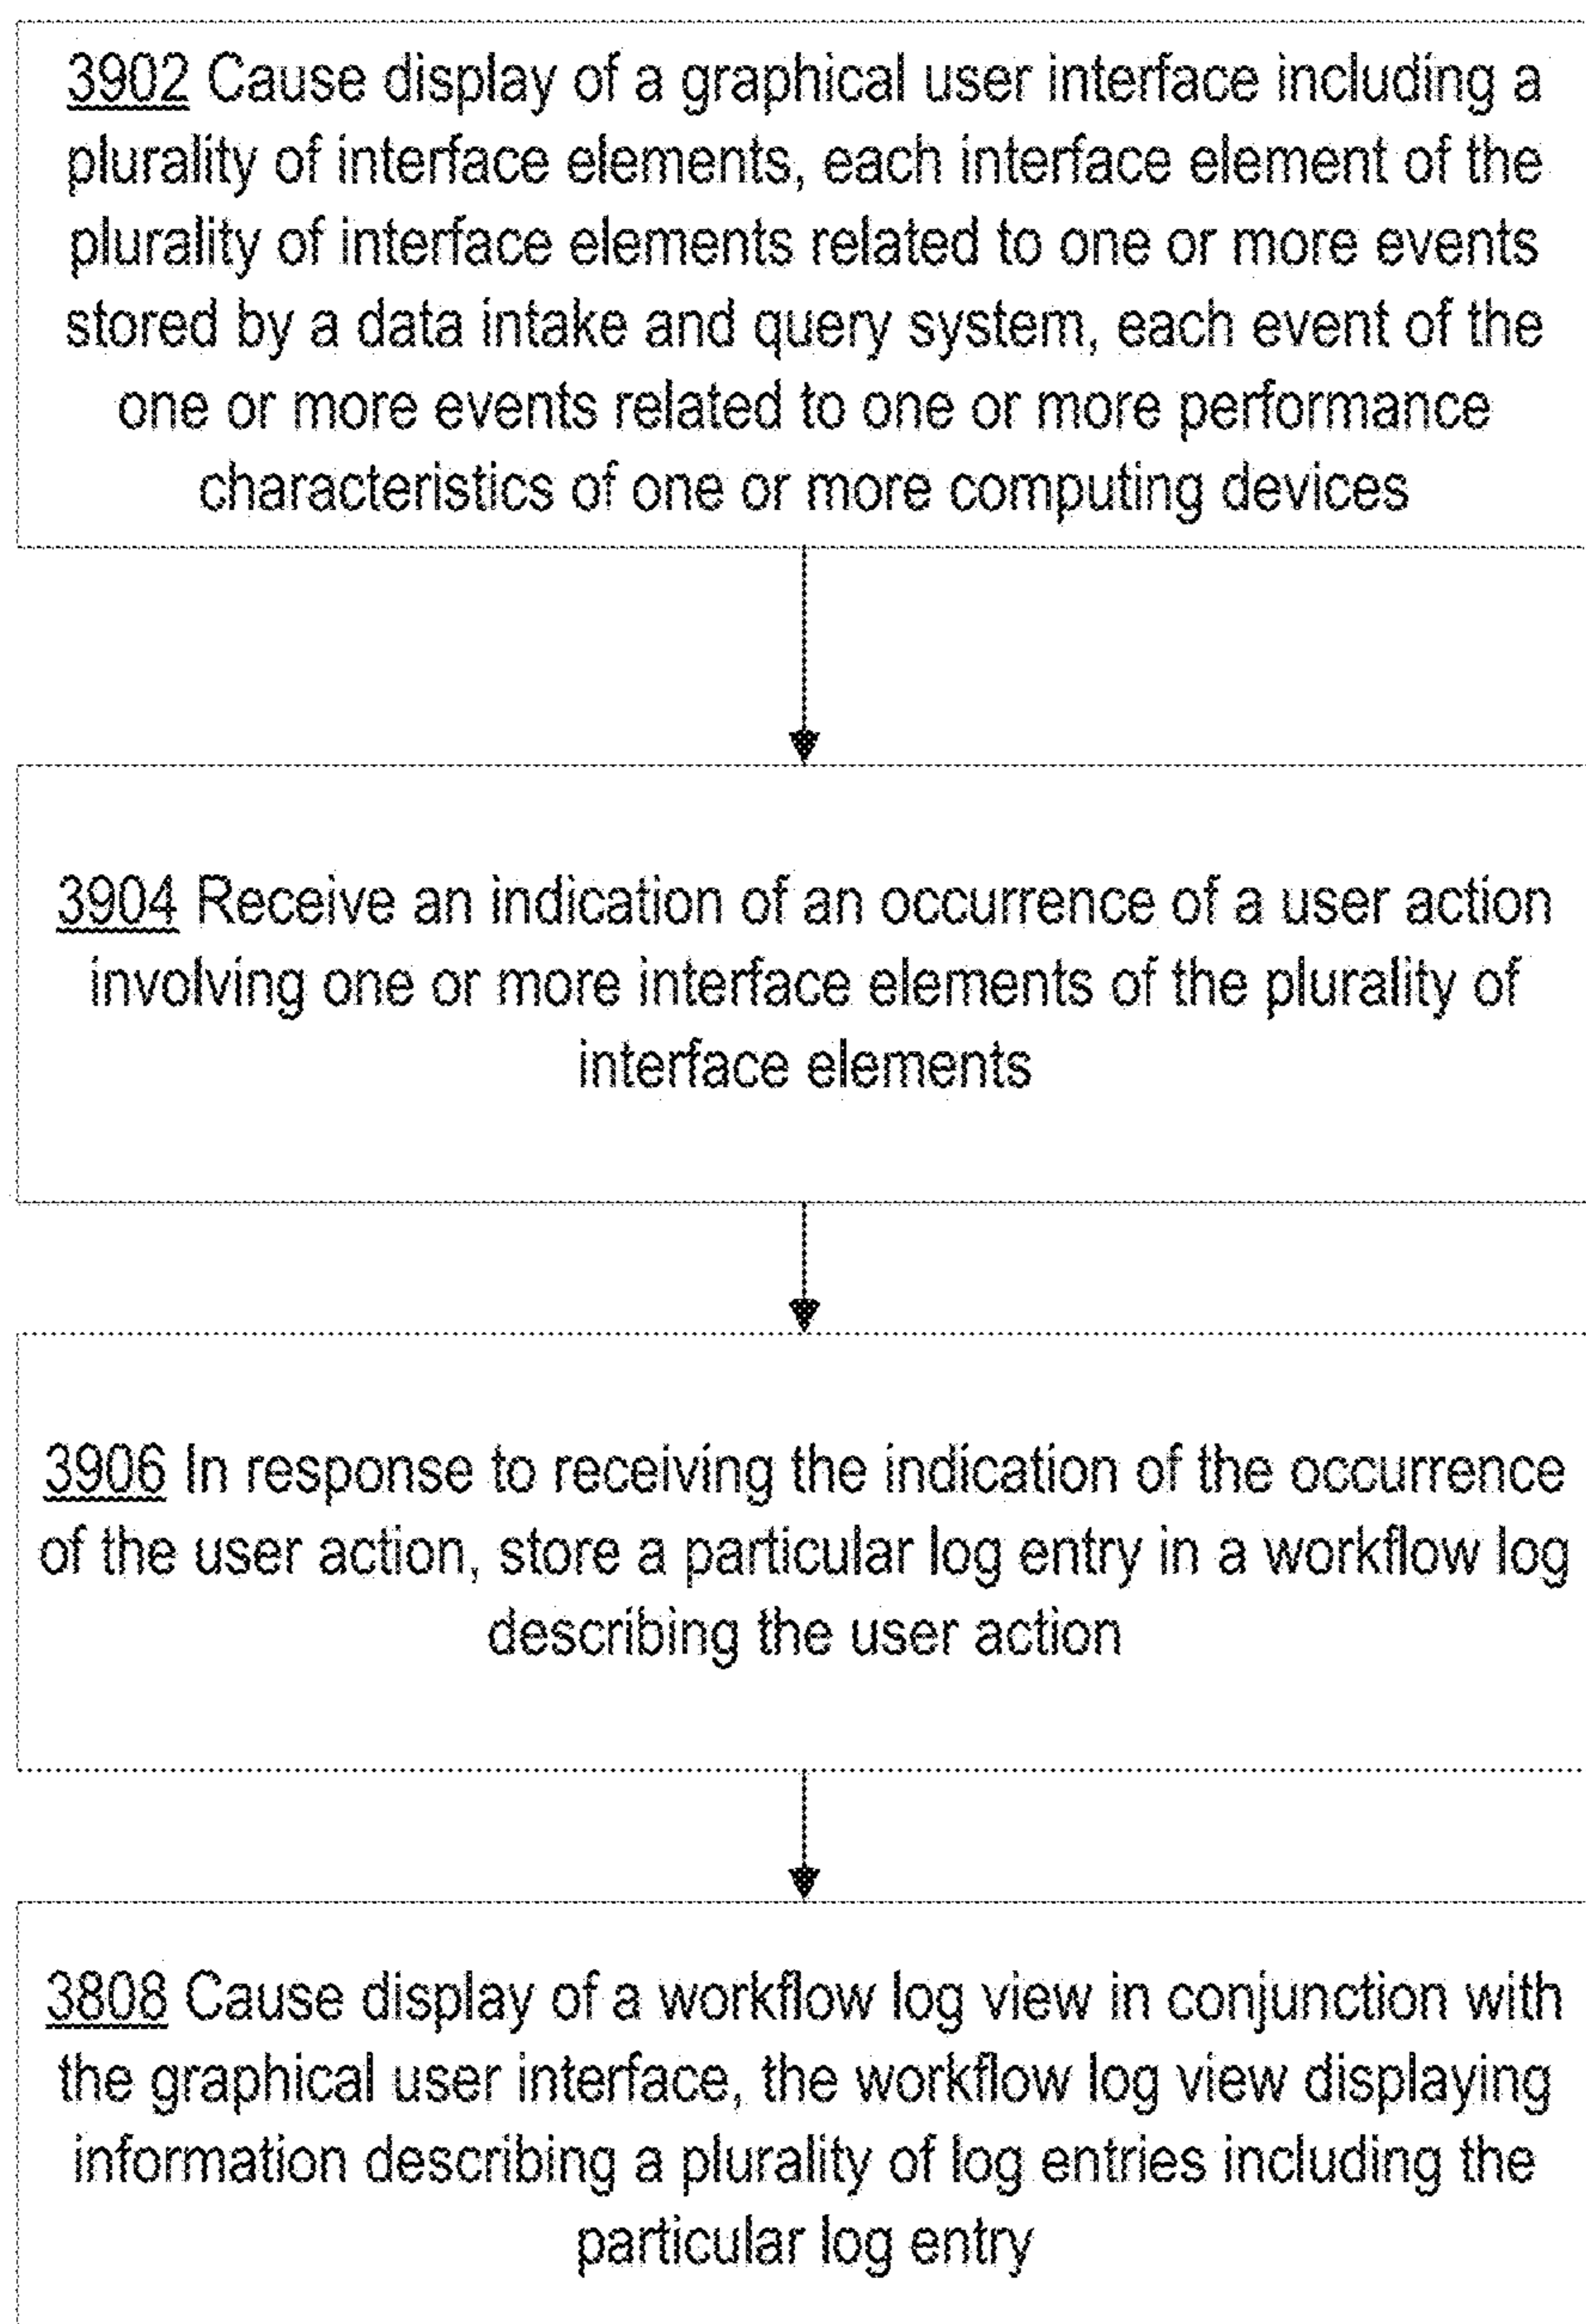 3902 Cause display of a graphical user interface including a
plurality of interface elements, each interface element of the
plurality of interface elements related to one or more events
stored by a data intake and query system, each event of the
one or more events related to one or more performance
characteristics of one or more computing devices
3904 Receive an indication of an occurrence of a user action
involving one or more interface elements of the plurality of
interface elements
3906 In response to receiving the indication of the occurrence
of the user action, store a particular log entry in a workflow log
describing the user action
3808 Cause display of a workflow log view in conjunction with
the graphical user interface, the workflow log view displaying
information describing a plurality of log entries including the
particular log entry